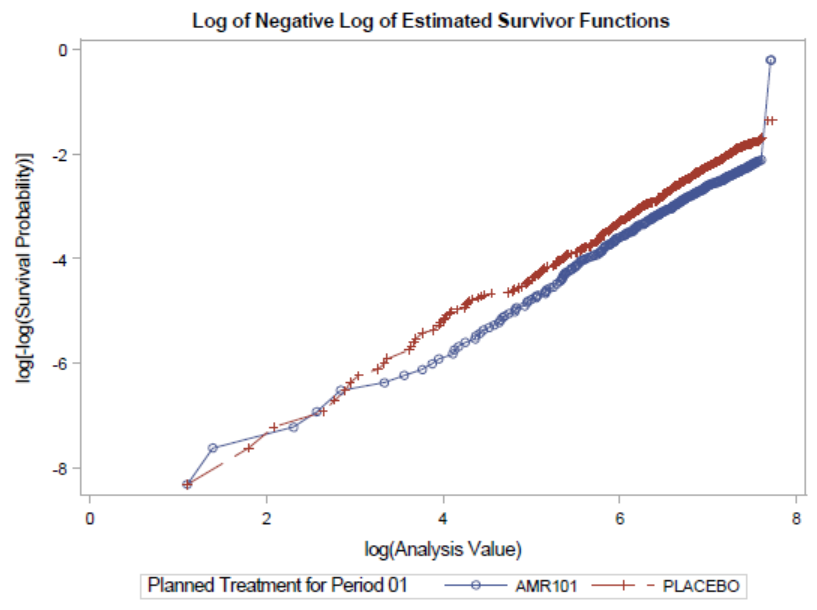 Log of Negative Log of Estimated Survivor Functions
0
-2
-4
-6
-8
log[-log(Survival Probability)]
0 2 4 6 8
log(Analysis Value)
Planned Treatment for Period 01 AMR101 PLACEBO